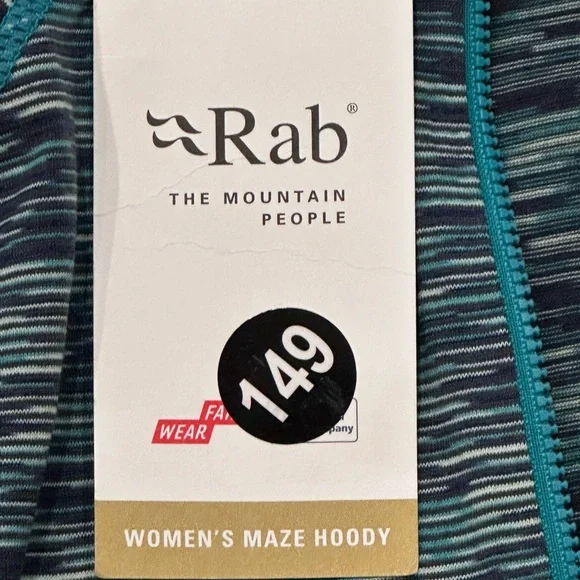 Rab®
THE MOUNTAIN
PEOPLE
149
WEAR
WOMEN'S MAZE HOODY